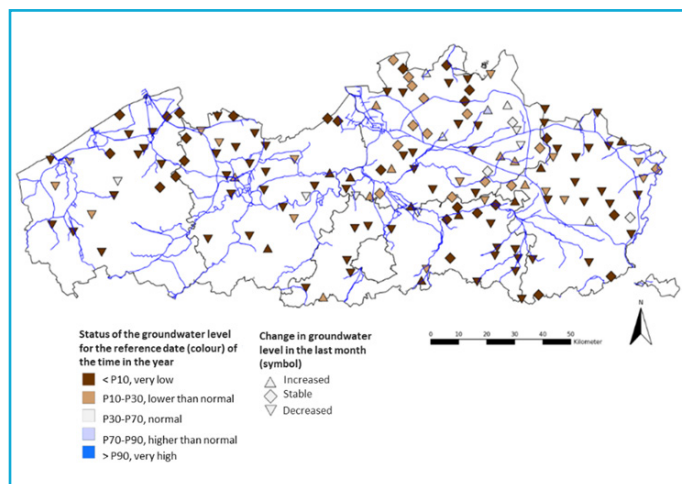 Status of the groundwater level
for the reference date (colour) of
the time in the year
< P10, very low
P10-P30, lower than normal
P30-P70, normal
P70-P90, higher than normal
> P90, very high
Change in groundwater
level in the last month
(symbol)
Increased
Stable
Decreased
0 10 20 30 40 50
Kilometer
N